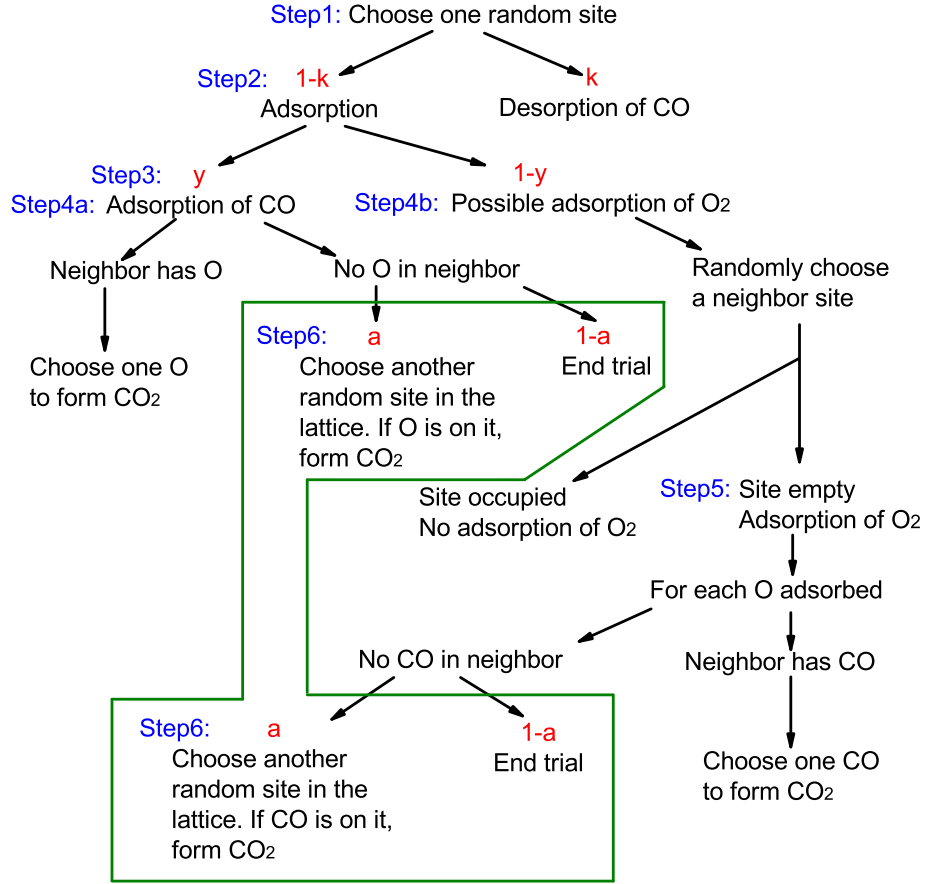 Step1: Choose one random site
Step2: 1-k
k
Adsorption
Desorption of CO
Step3: y
1-y
Step4a: Adsorption of CO
Step4b: Possible adsorption of O2
Neighbor has O
No O in neighbor
Randomly choose
a neighbor site
Choose one O
to form CO2
Step6: a
1-a
Choose another
random site in the
lattice. If O is on it,
form CO2
End trial
Site occupied
No adsorption of O2
Step5: Site empty
Adsorption of O2
For each O adsorbed
No CO in neighbor
Neighbor has CO
Step6: a
1-a
Choose another
random site in the
lattice. If CO is on it,
form CO2
End trial
Choose one CO
to form CO2